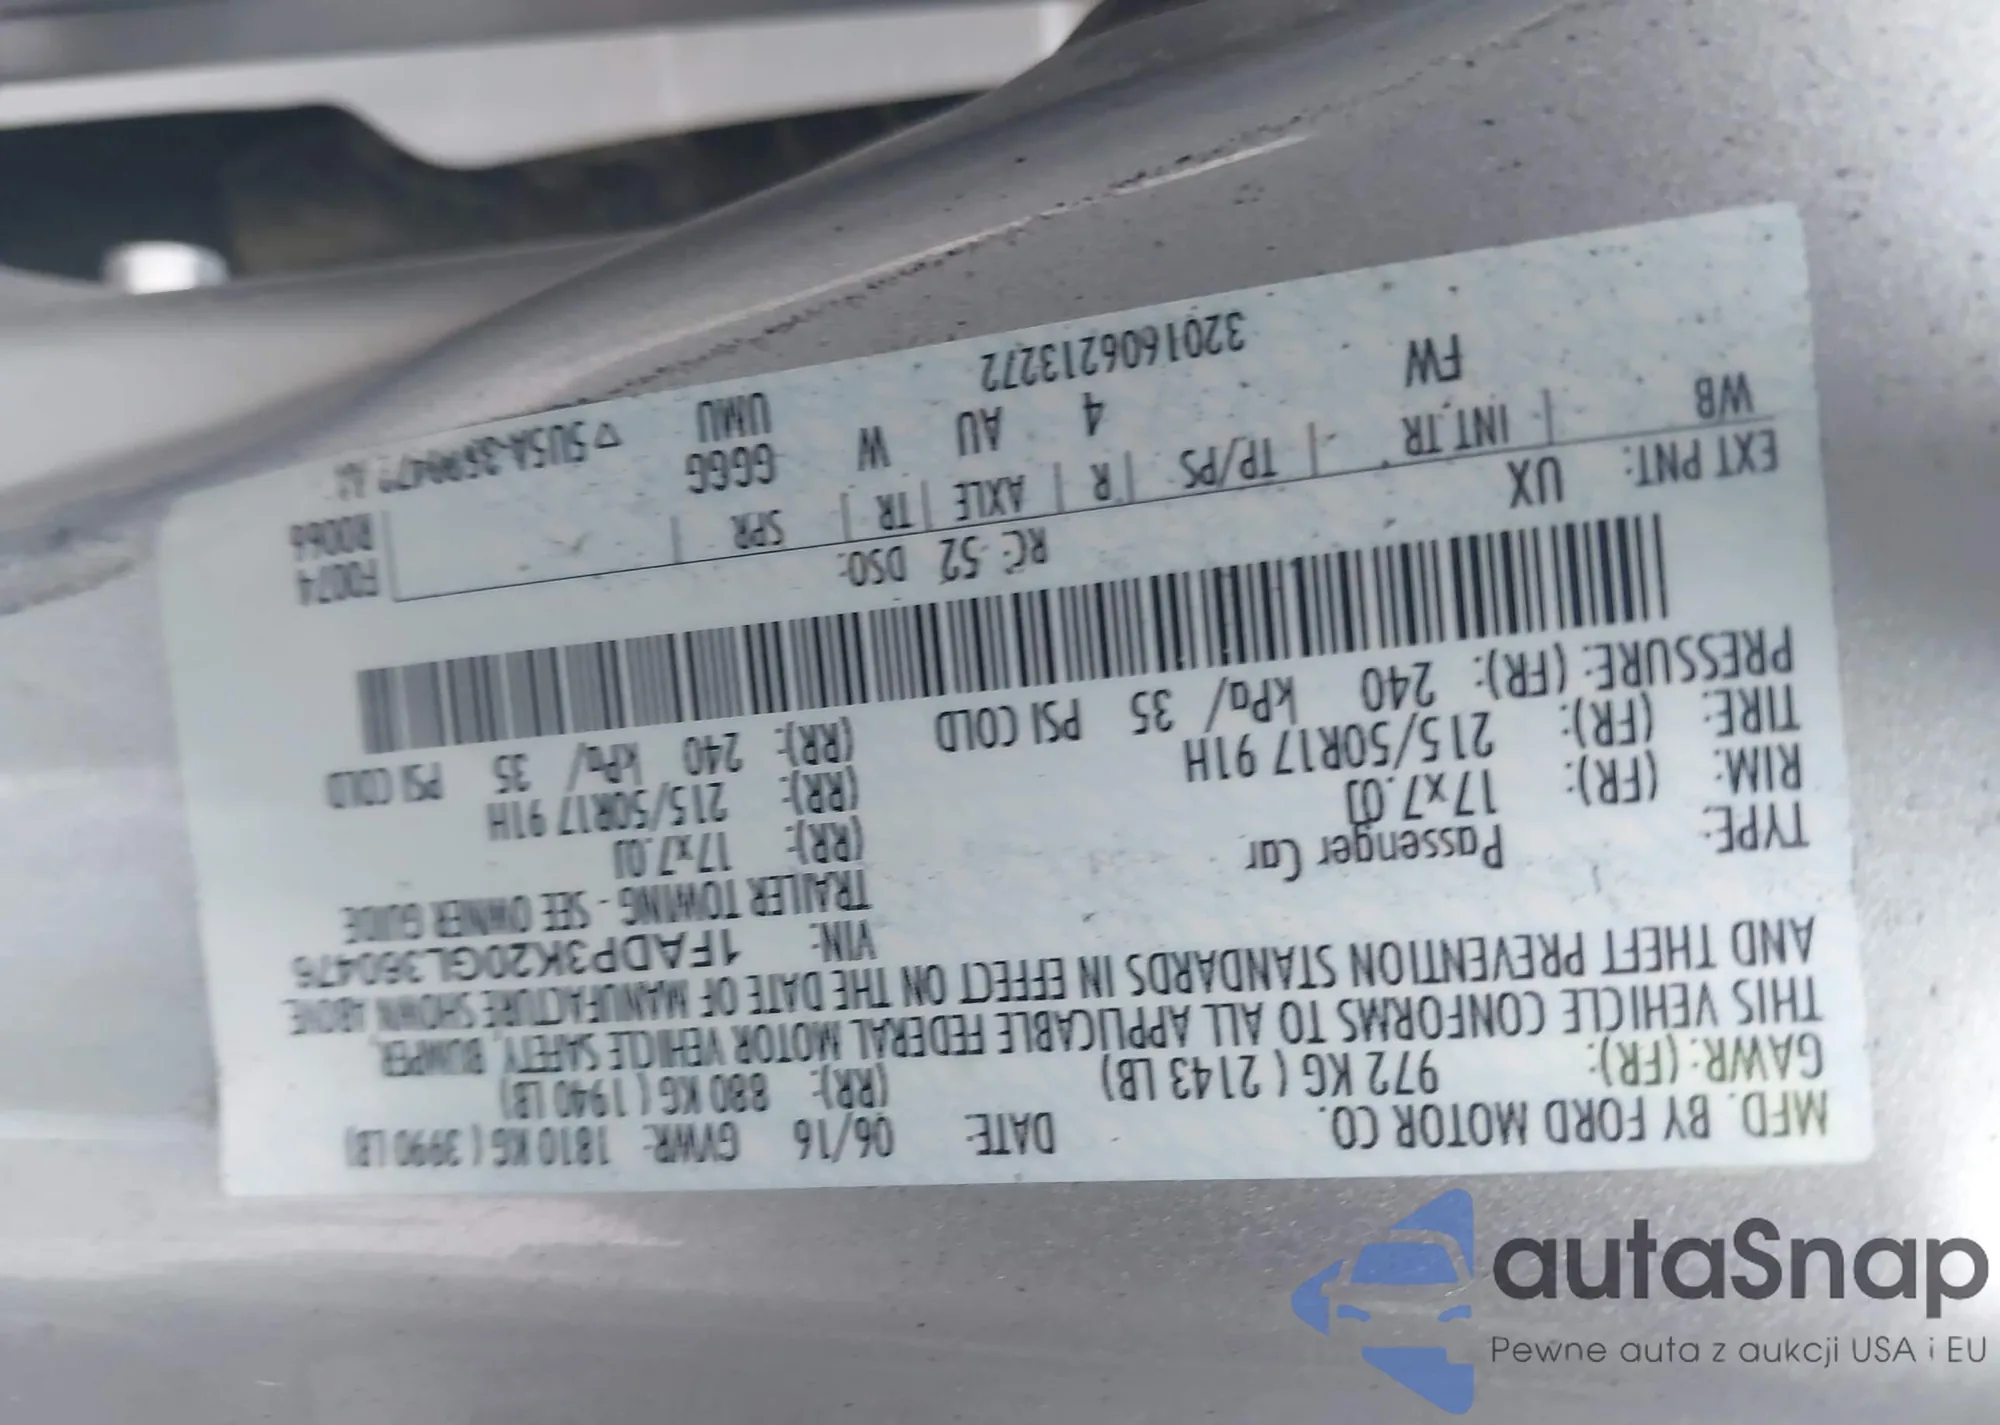 MFD. BY FORD MOTOR CO. DATE: 06/16 GVWR: 1810 KG ( 3990 LB)
GAWR: (FR): 972 KG ( 2143 LB) (RR): 880 KG ( 1940 LB)
THIS VEHICLE CONFORMS TO ALL APPLICABLE FEDERAL MOTOR VEHICLE SAFETY, BUMPER,
AND THEFT PREVENTION STANDARDS IN EFFECT ON THE DATE OF MANUFACTURE SHOWN ABOVE.
VIN: 1FADP3K20GL360476
TYPE: Passenger Car TRAILER TOWING - SEE OWNER GUIDE
RIM: (FR): 17x7.0J (RR): 17x7.0J
TIRE: (FR): 215/50R17 91H (RR): 215/50R17 91H
PRESSURE: (FR): 240 kPa/ 35 PSI COLD (RR): 240 kPa/ 35 PSI COLD
EXT PNT: UX RC: 52 DSO: F0074
WB | INT.TR | TP/PS | R | AXLE | TR | SPR | R0066
FW 4 AU W GGGG
UMU
3201606213272
autaSnap
Pewne auta z aukcji USA i EU